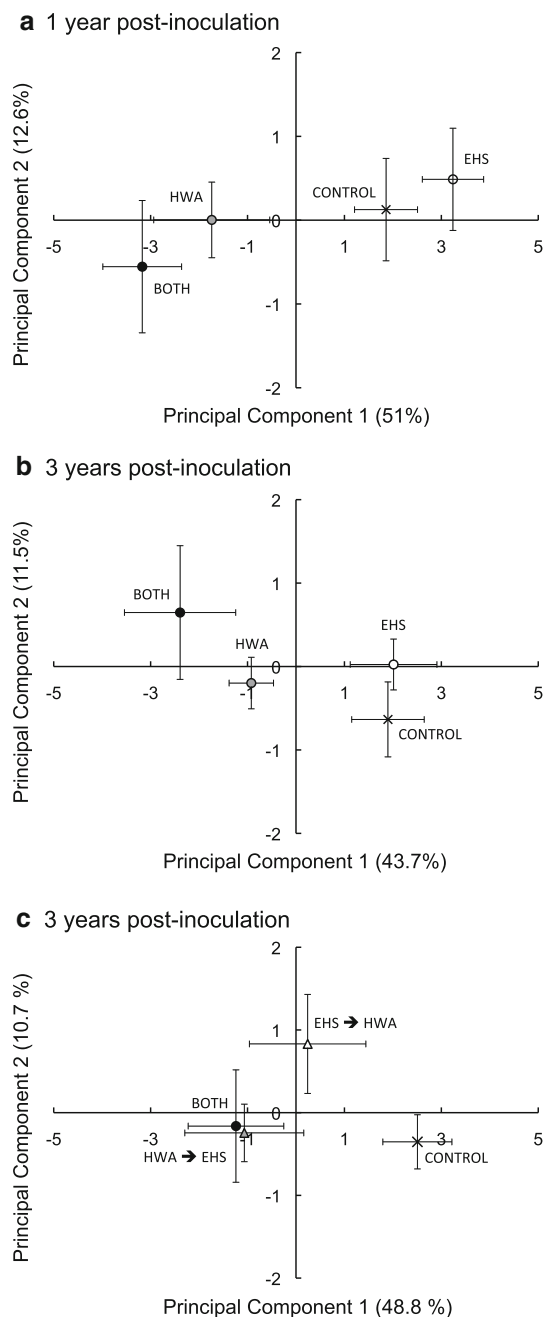 a 1 year post-inoculation
Principal Component 2 (12.6%)
2
1
0
-1
-2
-5
-3
-1
1
3
5
EHS
CONTROL
HWA
BOTH
Principal Component 1 (51%)
b 3 years post-inoculation
Principal Component 2 (11.5%)
2
1
0
-1
-2
-5
-3
-1
1
3
5
BOTH
EHS
HWA
CONTROL
Principal Component 1 (43.7%)
c 3 years post-inoculation
Principal Component 2 (10.7 %)
2
1
0
-1
-2
-5
-3
-1
1
3
5
EHS ➔ HWA
BOTH
HWA ➔ EHS
CONTROL
Principal Component 1 (48.8 %)